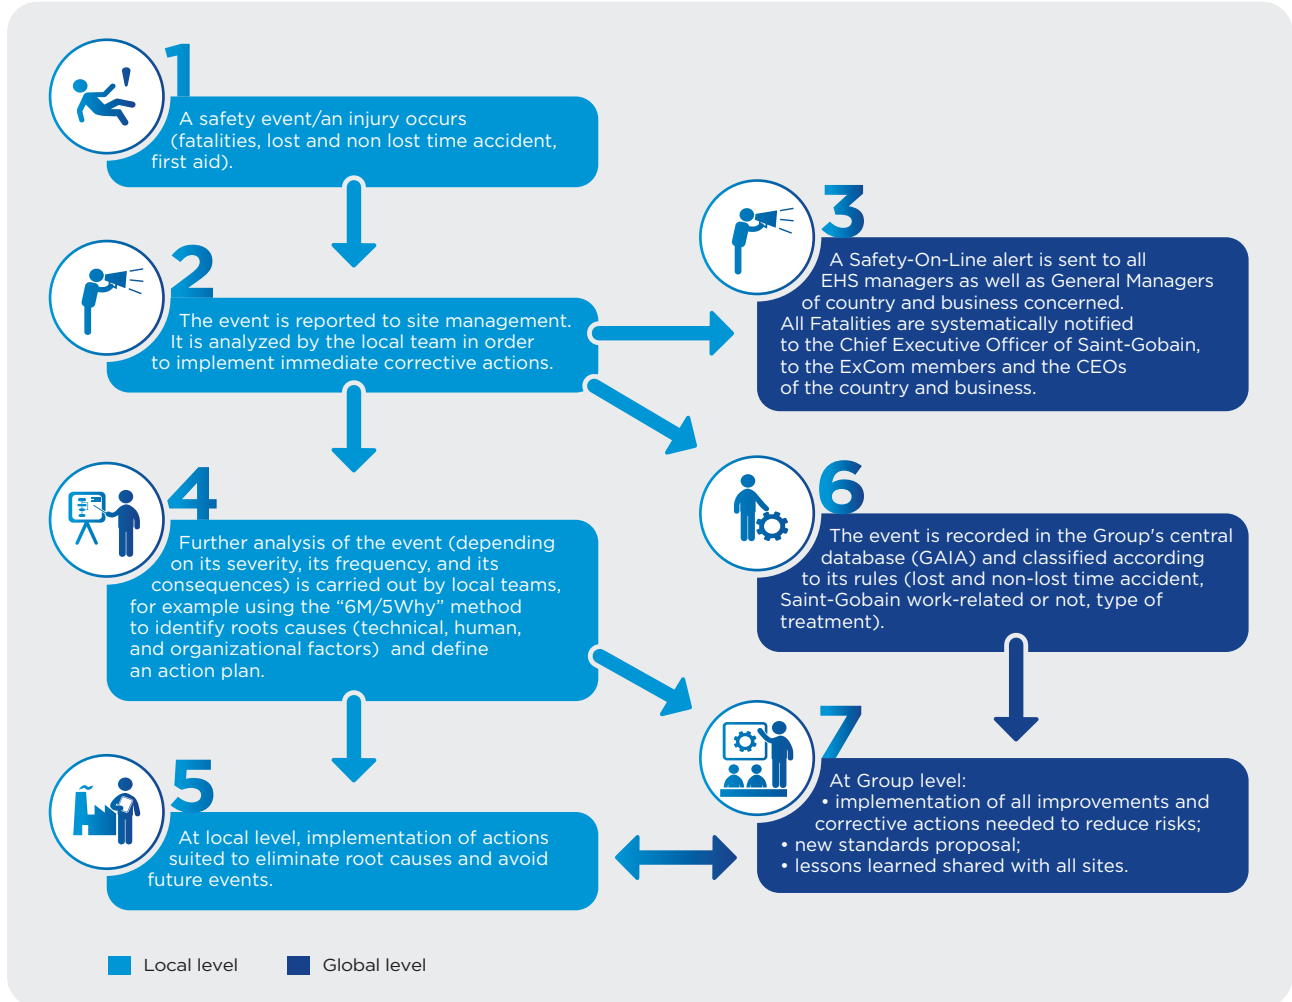 1
A safety event/an injury occurs
(fatalities, lost and non lost time accident,
first aid).
2
The event is reported to site management.
It is analyzed by the local team in order
to implement immediate corrective actions.
3
A Safety-On-Line alert is sent to all
EHS managers as well as General Managers
of country and business concerned.
All Fatalities are systematically notified
to the Chief Executive Officer of Saint-Gobain,
to the ExCom members and the CEOs
of the country and business.
4
Further analysis of the event (depending
on its severity, its frequency, and its
consequences) is carried out by local teams,
for example using the “6M/5Why” method
to identify roots causes (technical, human,
and organizational factors)  and define
an action plan.
5
At local level, implementation of actions
suited to eliminate root causes and avoid
future events.
6
The event is recorded in the Group's central
database (GAIA) and classified according
to its rules (lost and non-lost time accident,
Saint-Gobain work-related or not, type of
treatment).
7
At Group level:
• implementation of all improvements and
corrective actions needed to reduce risks;
• new standards proposal;
• lessons learned shared with all sites.
Local level
Global level